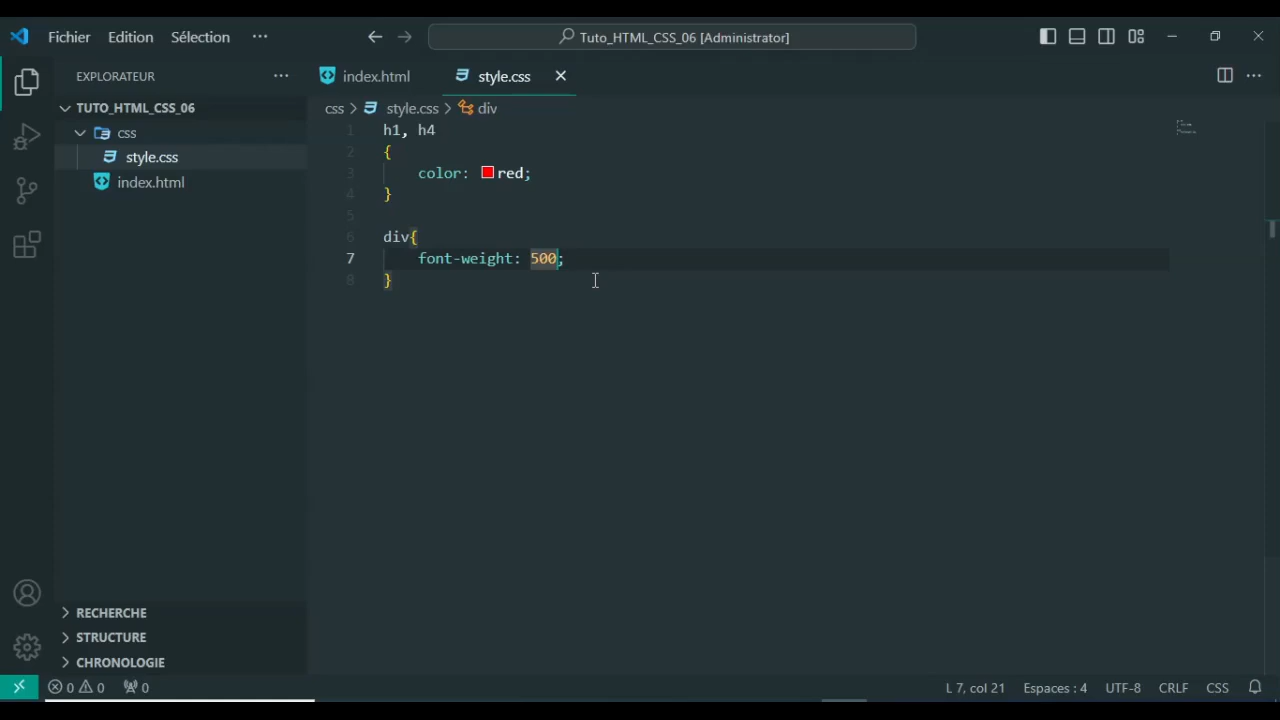 Fichier Edition Sélection ··· Tuto_HTML_CSS_06 [Administrator]
EXPLORATEUR ··· index.html style.css ···
TUTO_HTML_CSS_06
css > style.css > div
css
style.css
index.html
1 h1, h4
2 {
3 color: red;
4 }
5
6 div{
7 font-weight: 500;
8 }
RECHERCHE
STRUCTURE
CHRONOLOGIE
0 0 0 L 7, col 21 Espaces : 4 UTF-8 CRLF CSS